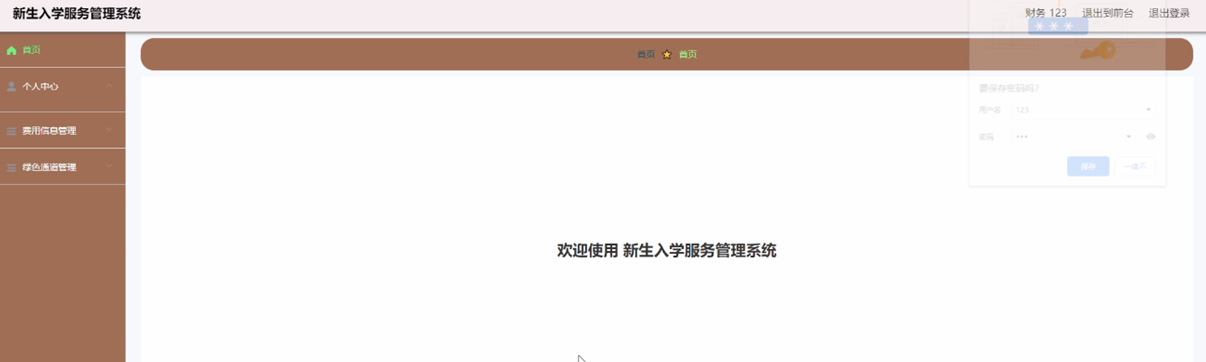 新生入学服务管理系统
财务 123 退出到前台 退出登录
***
首页
首页 首页
个人中心
要保存密码吗?
用户名 123
费用信息管理
密码 •••
绿色通道管理
保存
欢迎使用 新生入学服务管理系统